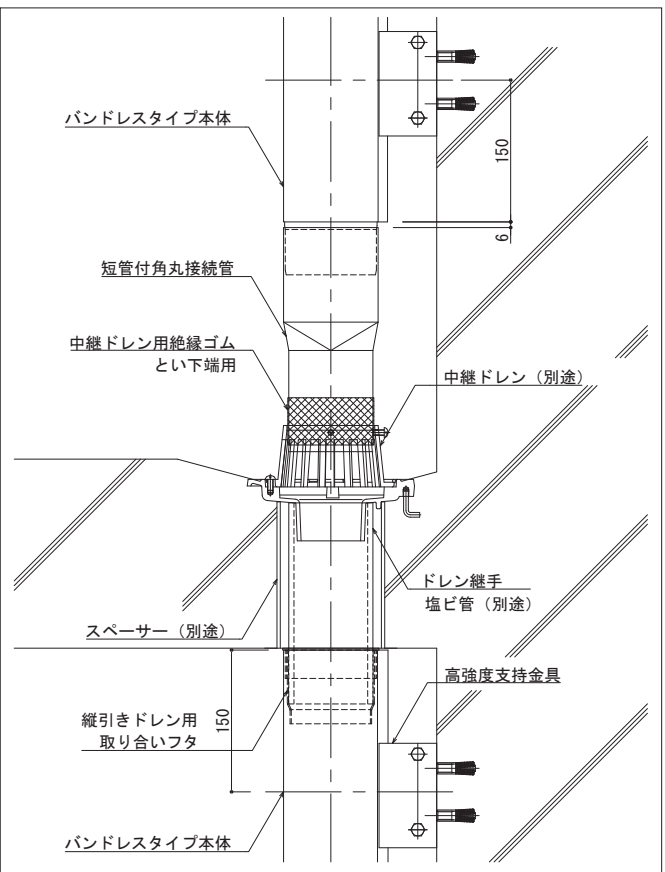 バンドレスタイプ本体
150
6
短管付角丸接続管
中継ドレン用絶縁ゴム
とい下端用
中継ドレン（別途）
ドレン継手
塩ビ管（別途）
スペーサー（別途）
高強度支持金具
縦引きドレン用
取り合いフタ
150
バンドレスタイプ本体